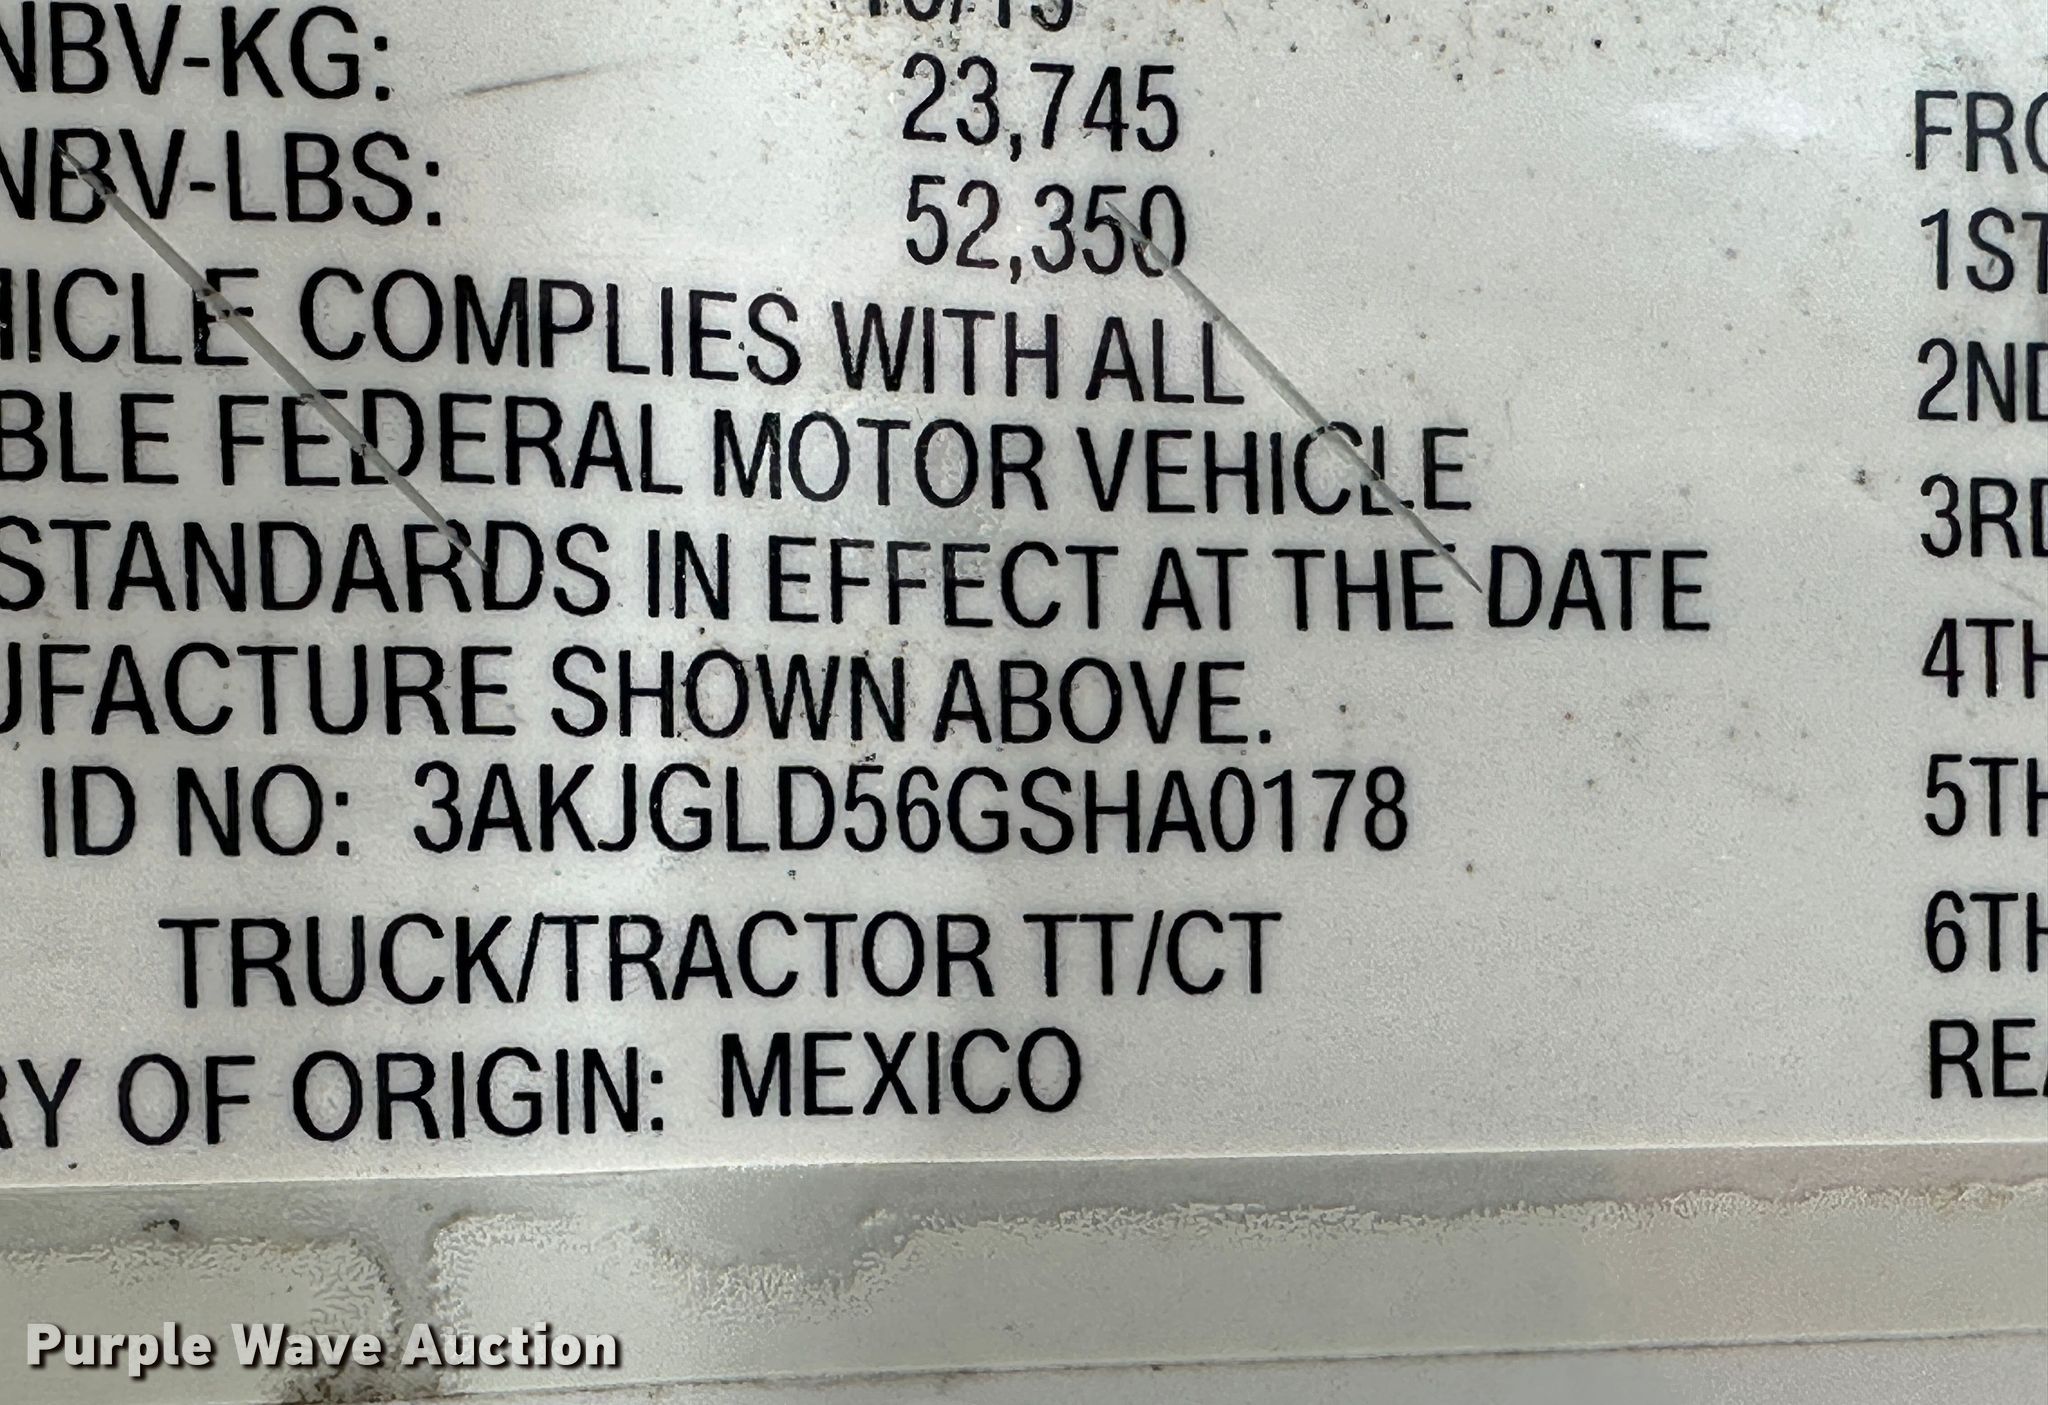 NBV-KG: 23,745
NBV-LBS: 52,350
HICLE COMPLIES WITH ALL
BLE FEDERAL MOTOR VEHICLE
STANDARDS IN EFFECT AT THE DATE
UFACTURE SHOWN ABOVE.
ID NO: 3AKJGLD56GSHA0178
TRUCK/TRACTOR TT/CT
RY OF ORIGIN: MEXICO
FRO
1ST
2ND
3RD
4TH
5TH
6TH
REA
Purple Wave Auction